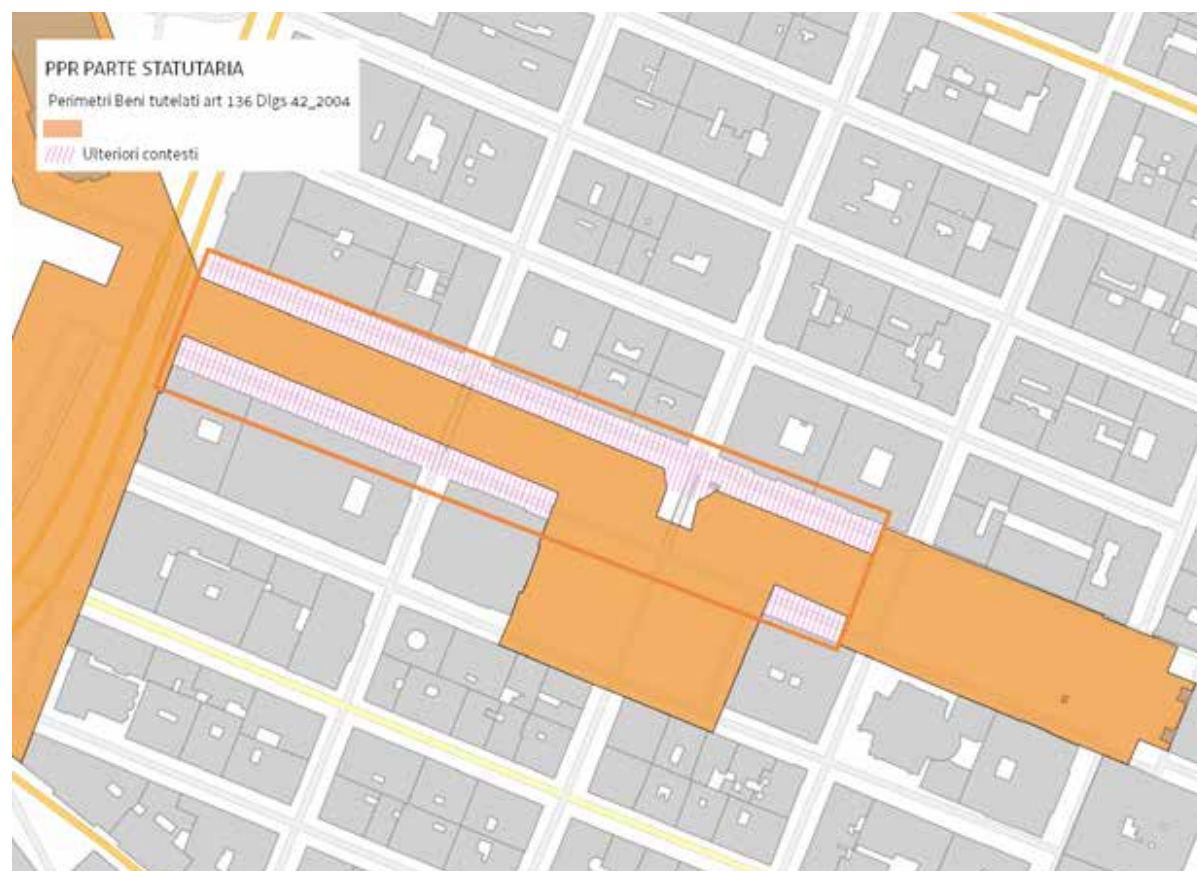 PPR PARTE STATUTARIA
Perimetri Beni tutelati art 136 Dlgs 42_2004
Ulteriori contesti